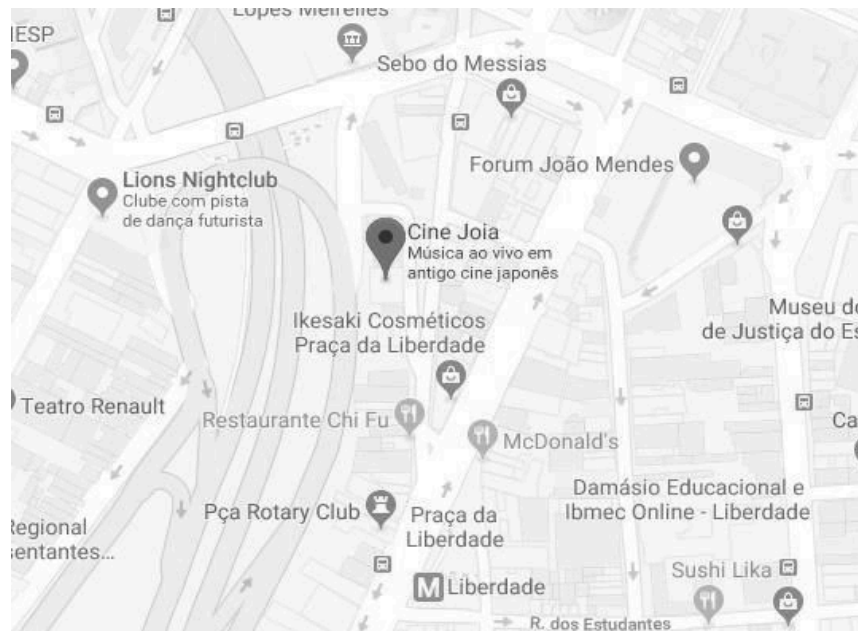 Lopes Meirelles
IESP
Sebo do Messias
Forum João Mendes
Lions Nightclub
Clube com pista
de dança futurista
Cine Joia
Música ao vivo em
antigo cine japonês
Museu do
de Justiça do Es
Ikesaki Cosméticos
Praça da Liberdade
Teatro Renault
Restaurante Chi Fu
McDonald's
Ca
Damásio Educacional e
Ibmec Online - Liberdade
Pça Rotary Club
Praça da
Liberdade
Regional
sentantes...
M Liberdade
Sushi Lika
R. dos Estudantes